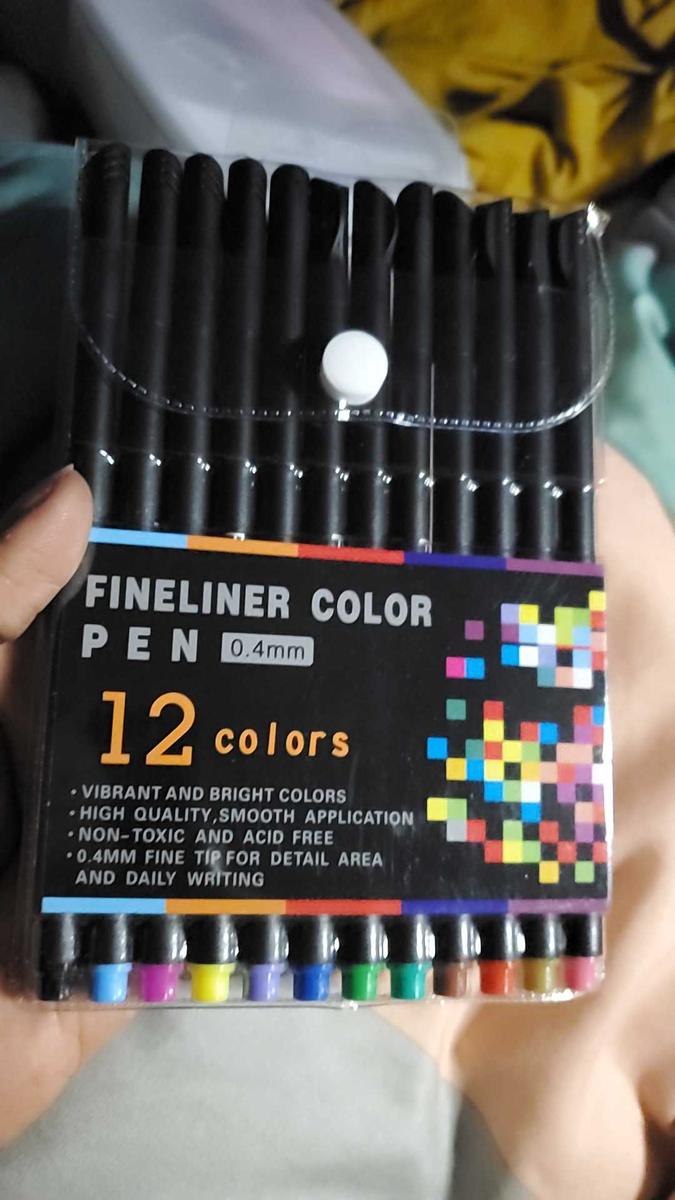 FINELINER COLOR
PEN 0.4mm
12 colors
• VIBRANT AND BRIGHT COLORS
• HIGH QUALITY,SMOOTH APPLICATION
• NON-TOXIC AND ACID FREE
• 0.4MM FINE TIP FOR DETAIL AREA
AND DAILY WRITING